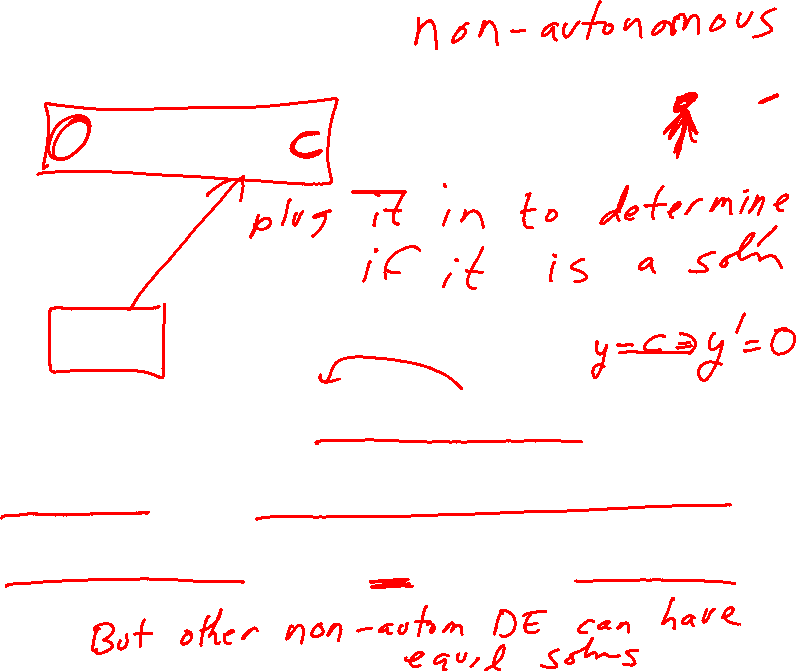 non-autonomous
0 c
plug it in to determine
if it is a sol'n
y=c⇒y'=0
But other non-autom DE can have
equil solns